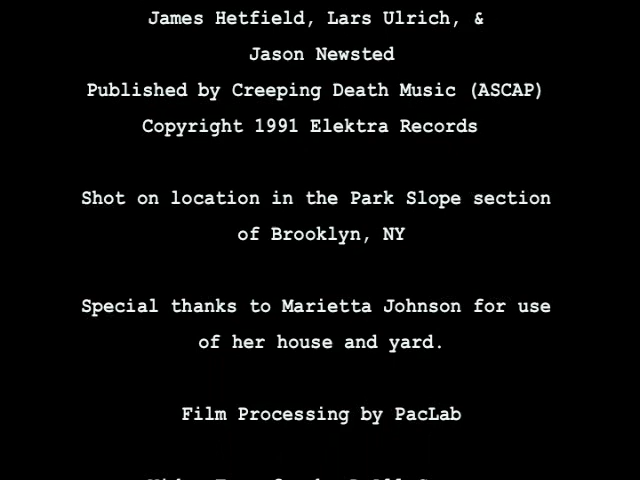 James Hetfield, Lars Ulrich, &
Jason Newsted
Published by Creeping Death Music (ASCAP)
Copyright 1991 Elektra Records
Shot on location in the Park Slope section
of Brooklyn, NY
Special thanks to Marietta Johnson for use
of her house and yard.
Film Processing by PacLab